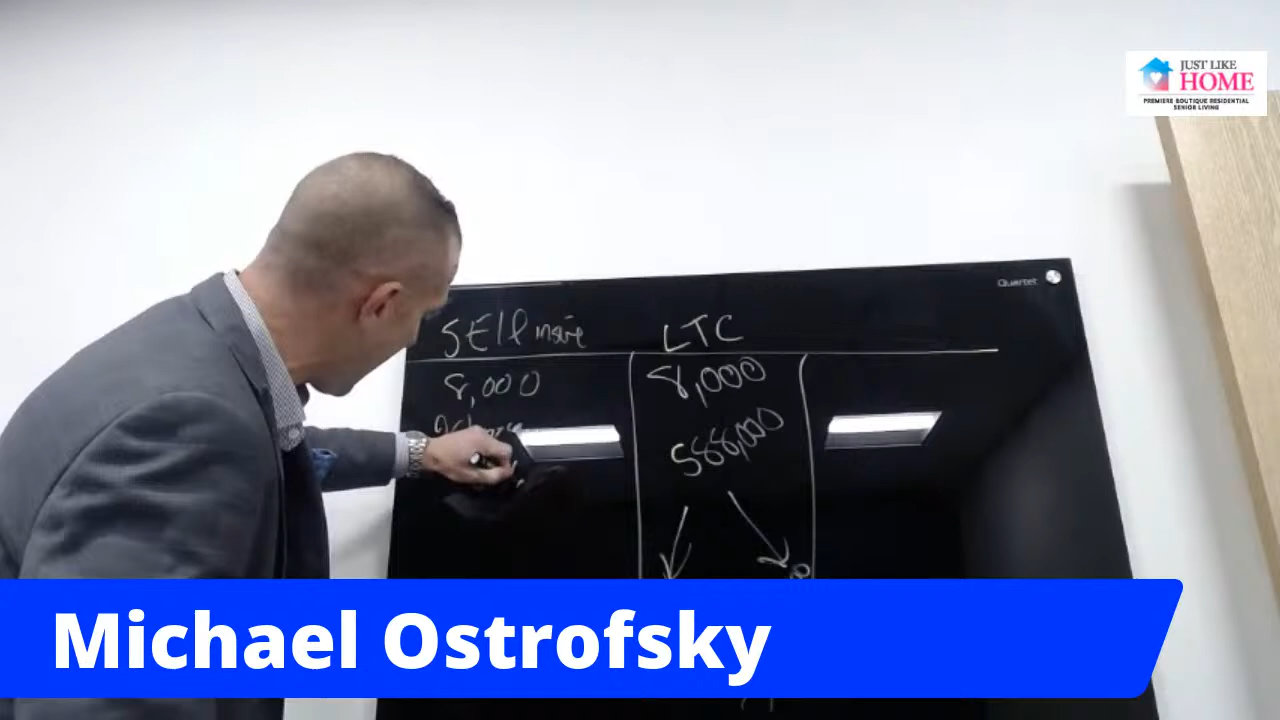 JUST LIKE
HOME
PREMIERE BOUTIQUE RESIDENTIAL
SENIOR LIVING
Quartet
SElf insure LTC
8,000 8,000
588,000
Michael Ostrofsky